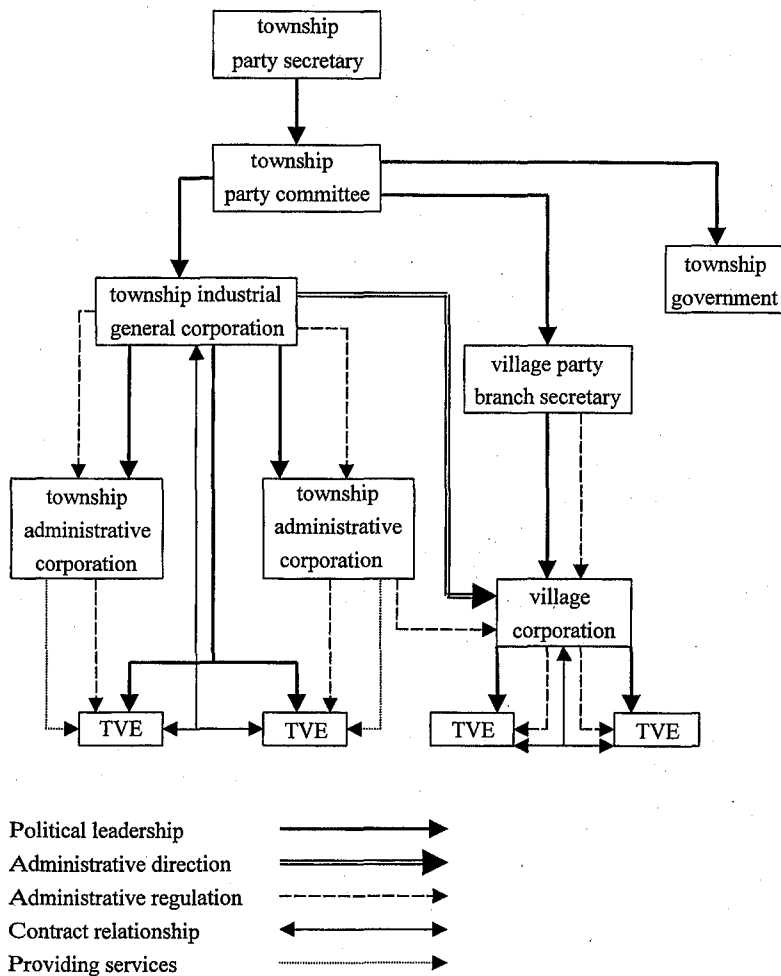 township
party secretary
township
party committee
township
government
township industrial
general corporation
village party
branch secretary
township
administrative
corporation
township
administrative
corporation
village
corporation
TVE
TVE
TVE
TVE
Political leadership
Administrative direction
Administrative regulation
Contract relationship
Providing services